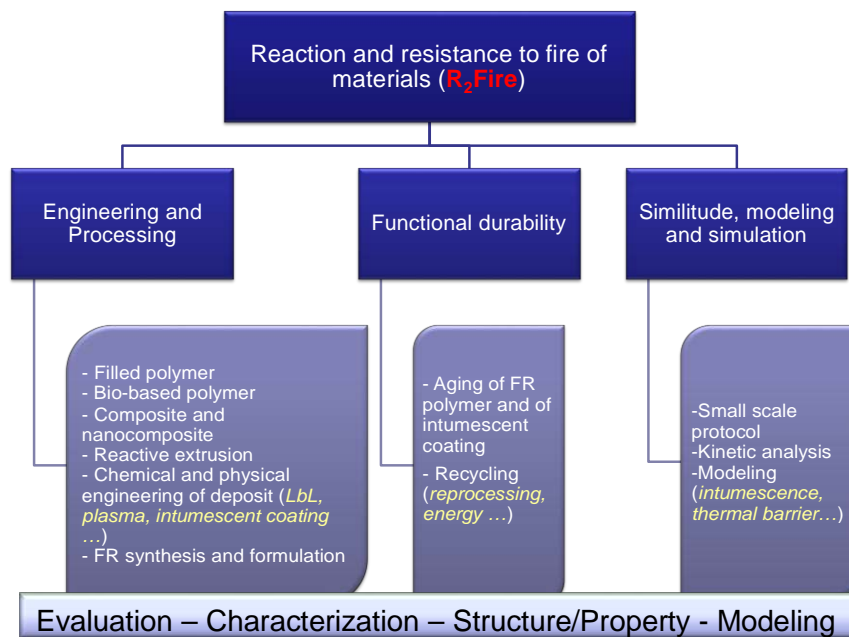 Reaction and resistance to fire of
materials (R₂Fire)
Engineering and
Processing
Functional durability
Similitude, modeling
and simulation
- Filled polymer
- Bio-based polymer
- Composite and
nanocomposite
- Reactive extrusion
- Chemical and physical
engineering of deposit (LbL,
plasma, intumescent coating
…)
- FR synthesis and formulation
- Aging of FR
polymer and of
intumescent
coating
- Recycling
(reprocessing,
energy …)
-Small scale
protocol
-Kinetic analysis
-Modeling
(intumescence,
thermal barrier…)
Evaluation – Characterization – Structure/Property - Modeling